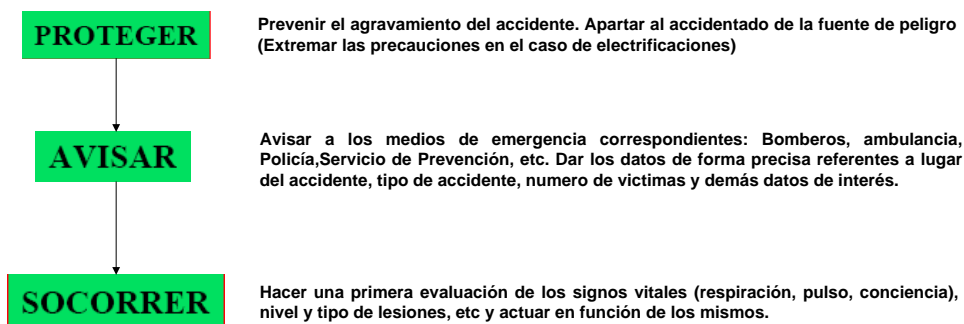 PROTEGER
Prevenir el agravamiento del accidente. Apartar al accidentado de la fuente de peligro
(Extremar las precauciones en el caso de electrificaciones)
AVISAR
Avisar a los medios de emergencia correspondientes: Bomberos, ambulancia,
Policía,Servicio de Prevención, etc. Dar los datos de forma precisa referentes a lugar
del accidente, tipo de accidente, numero de victimas y demás datos de interés.
SOCORRER
Hacer una primera evaluación de los signos vitales (respiración, pulso, conciencia),
nivel y tipo de lesiones, etc y actuar en función de los mismos.